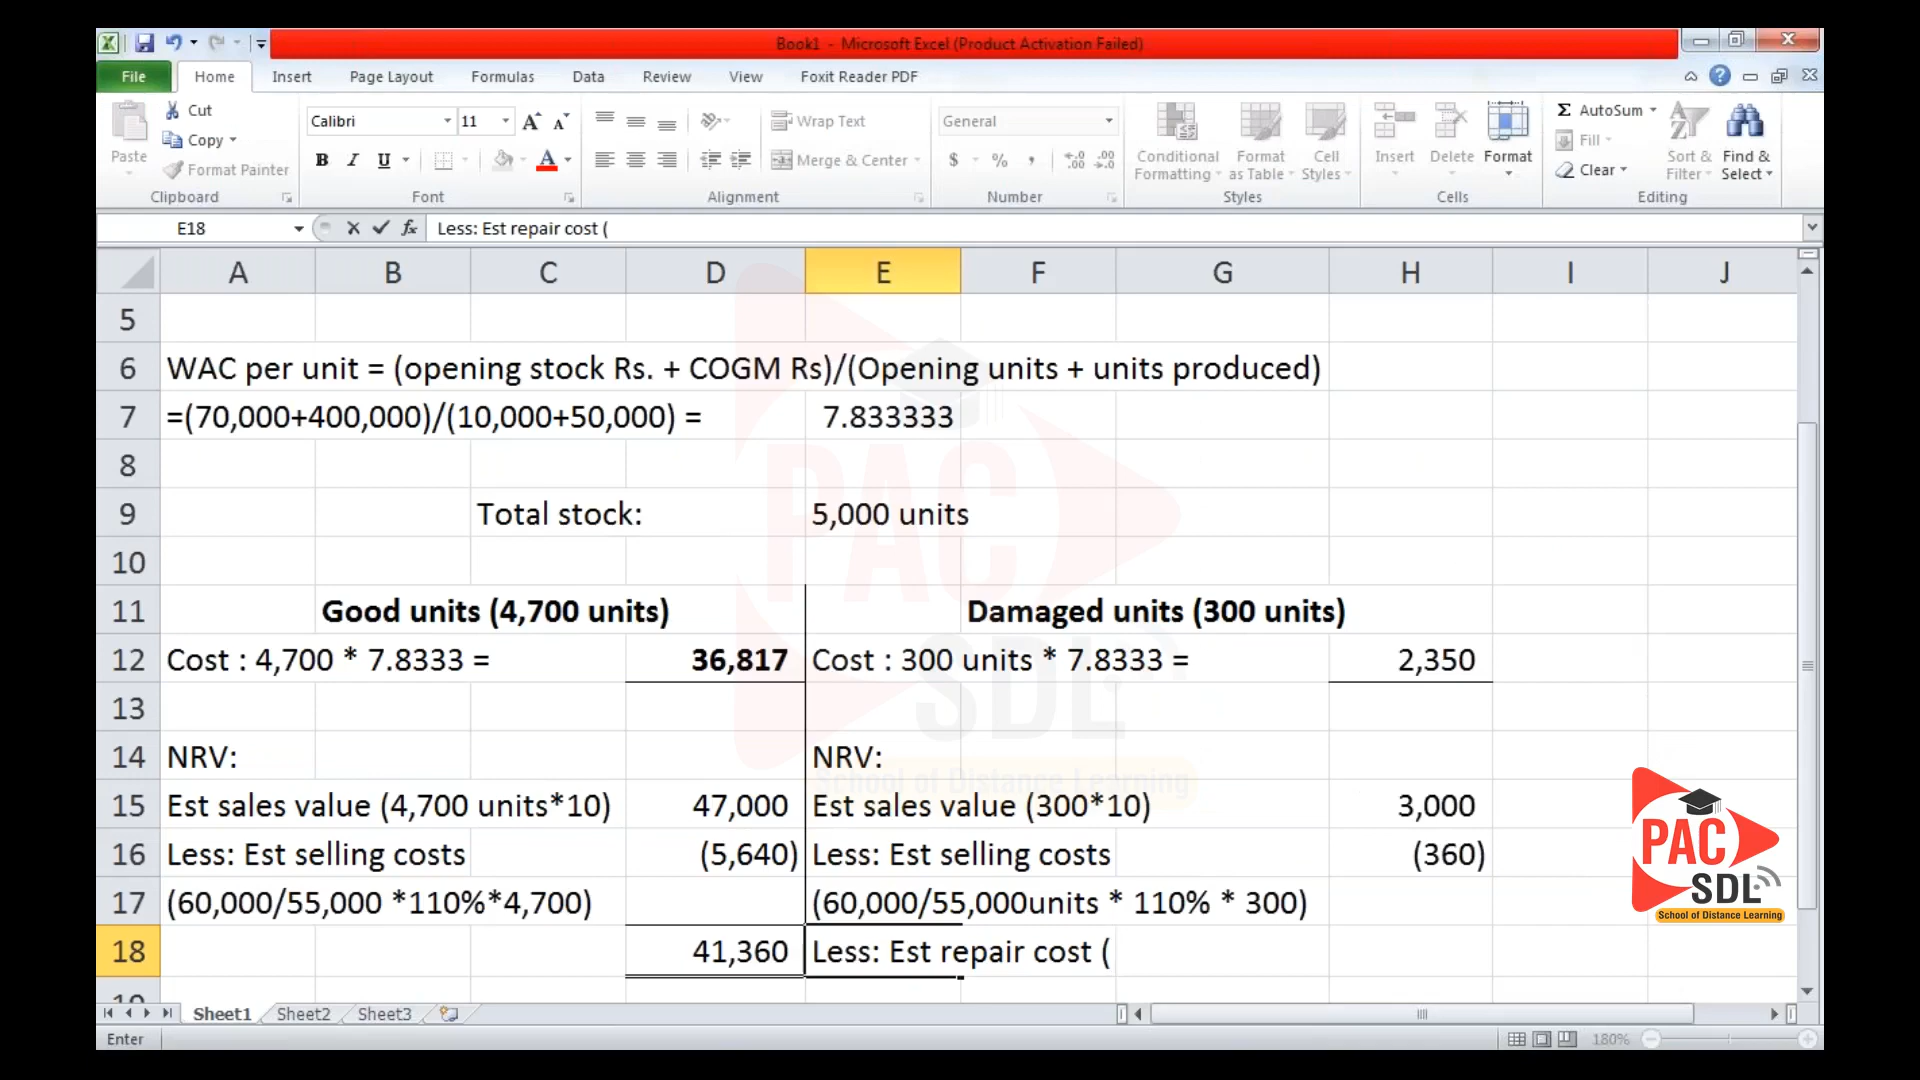 Book1 - Microsoft Excel (Product Activation Failed)
File Home Insert Page Layout Formulas Data Review View Foxit Reader PDF
Paste
Cut
Copy
Format Painter
Clipboard
Calibri 11
B I U
Font
Wrap Text
Merge & Center
Alignment
General
$ % ,
Number
Conditional Formatting
Format as Table
Cell Styles
Styles
Insert Delete Format
Cells
Σ AutoSum
Fill
Clear
Sort & Filter
Find & Select
Editing
E18 fx Less: Est repair cost (
A B C D E F G H I J
5
6 WAC per unit = (opening stock Rs. + COGM Rs)/(Opening units + units produced)
7 =(70,000+400,000)/(10,000+50,000) = 7.833333
8
9 Total stock: 5,000 units
10
11 Good units (4,700 units) Damaged units (300 units)
12 Cost : 4,700 * 7.8333 = 36,817 Cost : 300 units * 7.8333 = 2,350
13
14 NRV: NRV:
15 Est sales value (4,700 units*10) 47,000 Est sales value (300*10) 3,000
16 Less: Est selling costs (5,640) Less: Est selling costs (360)
17 (60,000/55,000 *110%*4,700) (60,000/55,000units * 110% * 300)
18 41,360 Less: Est repair cost (
19
PAC
SDL
School of Distance Learning
PAC
SDL
School of Distance Learning
Sheet1 Sheet2 Sheet3
Enter 180%